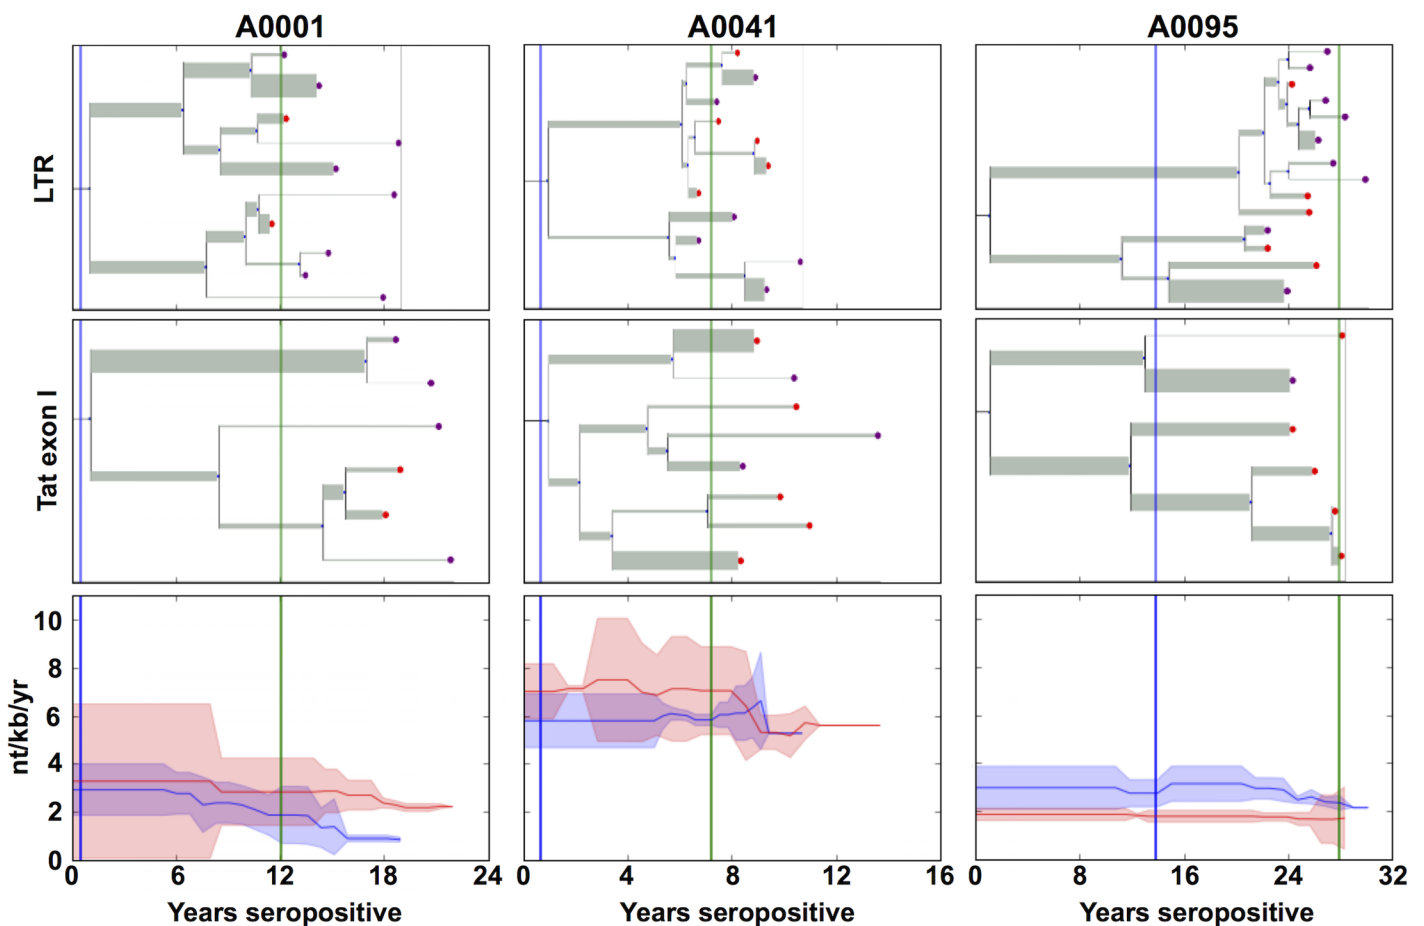 A0001 A0041 A0095
LTR
Tat exon I
0 6 12 18 24
0 4 8 12 16
0 8 16 24 32
nt/kb/yr
10
8
6
4
2
0
Years seropositive Years seropositive Years seropositive